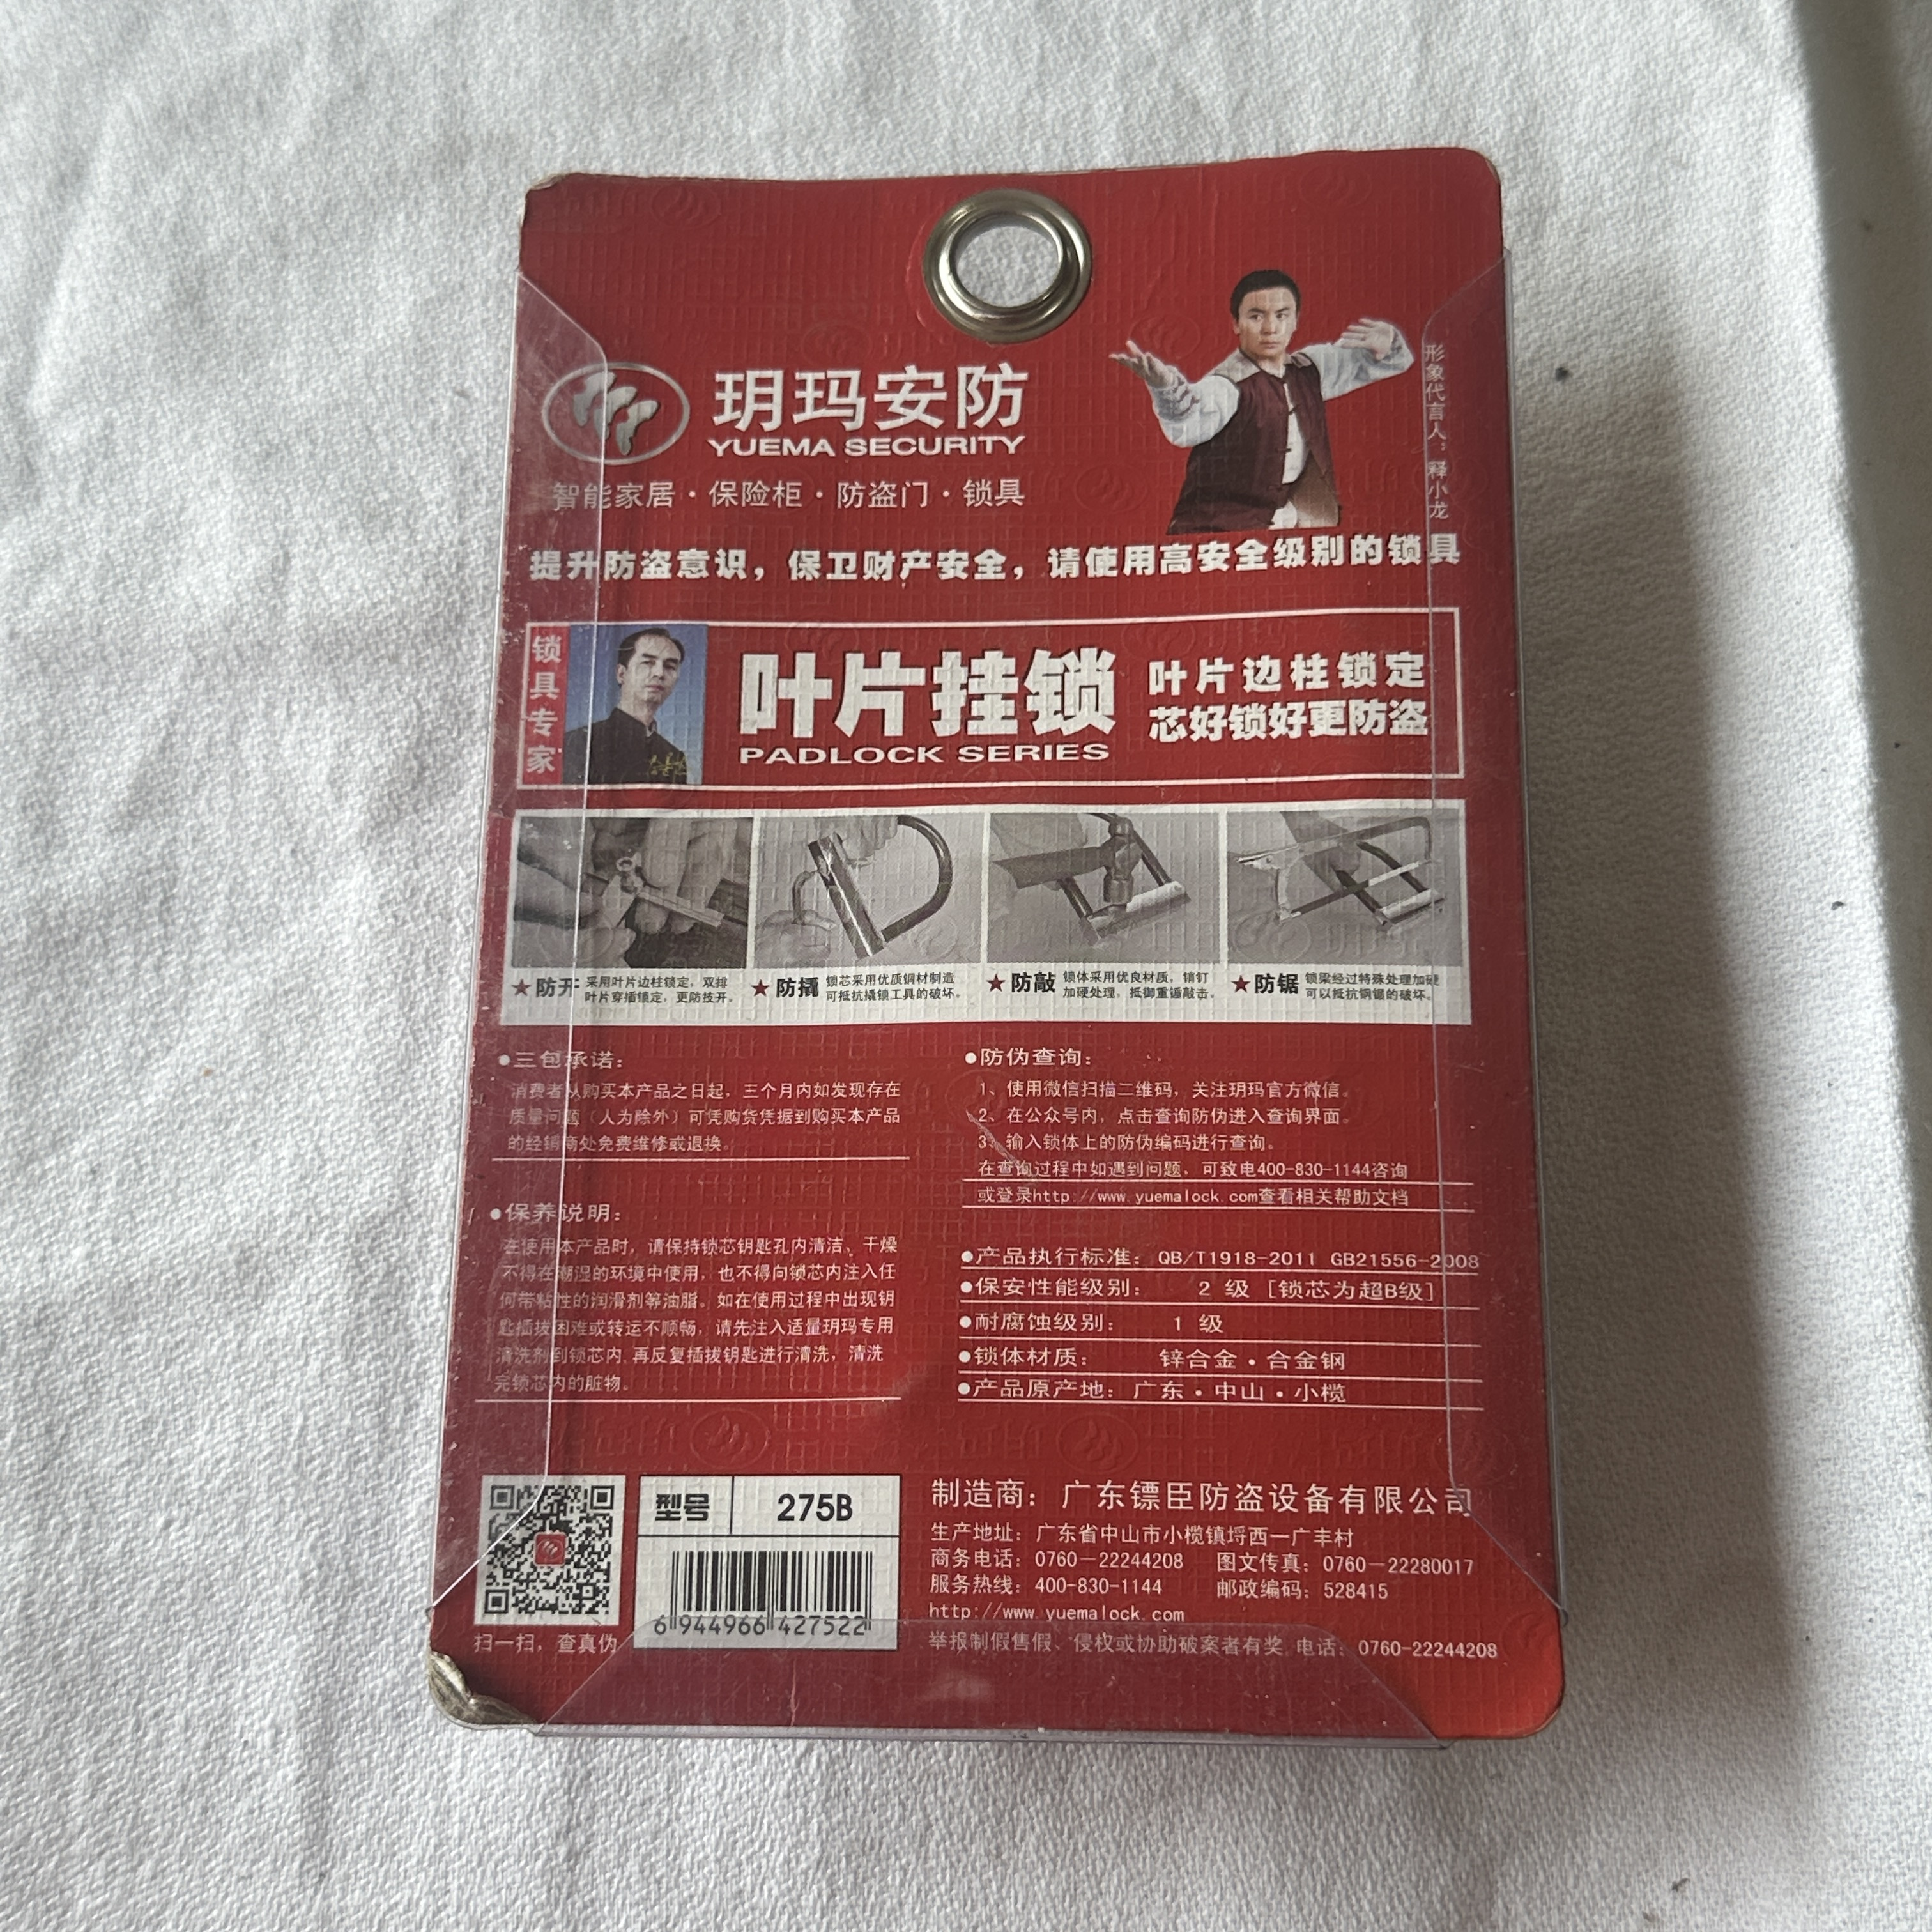 玥玛安防
YUEMA SECURITY
智能家居·保险柜·防盗门·锁具
形象代言人：释小龙
提升防盗意识，保卫财产安全，请使用高安全级别的锁具
锁具专家
叶片挂锁
PADLOCK SERIES
叶片边柱锁定
芯好锁好更防盗
★防开 采用叶片边柱锁定，双排
叶片穿插锁定，更防技开。
★防撬 锁芯采用优质铜材制造
可抵抗撬锁工具的破坏。
★防敲 锁体采用优良材质，销钉
加硬处理，抵御重锤敲击。
★防锯 锁梁经过特殊处理加硬
可以抵抗钢锯的破坏。
●三包承诺：
消费者从购买本产品之日起，三个月内如发现存在
质量问题（人为除外）可凭购货凭据到购买本产品
的经销商处免费维修或退换。
●保养说明：
在使用本产品时，请保持锁芯钥匙孔内清洁、干燥
不得在潮湿的环境中使用，也不得向锁芯内注入任
何带粘性的润滑剂等油脂。如在使用过程中出现钥
匙插拔困难或转运不顺畅，请先注入适量玥玛专用
清洗剂到锁芯内,再反复插拔钥匙进行清洗，清洗
完锁芯内的脏物。
●防伪查询：
1、使用微信扫描二维码，关注玥玛官方微信。
2、在公众号内，点击查询防伪进入查询界面。
3、输入锁体上的防伪编码进行查询。
在查询过程中如遇到问题，可致电400-830-1144咨询
或登录http://www.yuemalock.com查看相关帮助文档
●产品执行标准：QB/T1918-2011 GB21556-2008
●保安性能级别： 2 级 [锁芯为超B级]
●耐腐蚀级别： 1 级
●锁体材质： 锌合金·合金钢
●产品原产地：广东·中山·小榄
扫一扫，查真伪
型号 275B
6 944966 427522
制造商：广东镖臣防盗设备有限公司
生产地址：广东省中山市小榄镇埒西一广丰村
商务电话：0760-22244208 图文传真：0760-22280017
服务热线：400-830-1144 邮政编码：528415
http://www.yuemalock.com
举报制假售假、侵权或协助破案者有奖,电话：0760-22244208